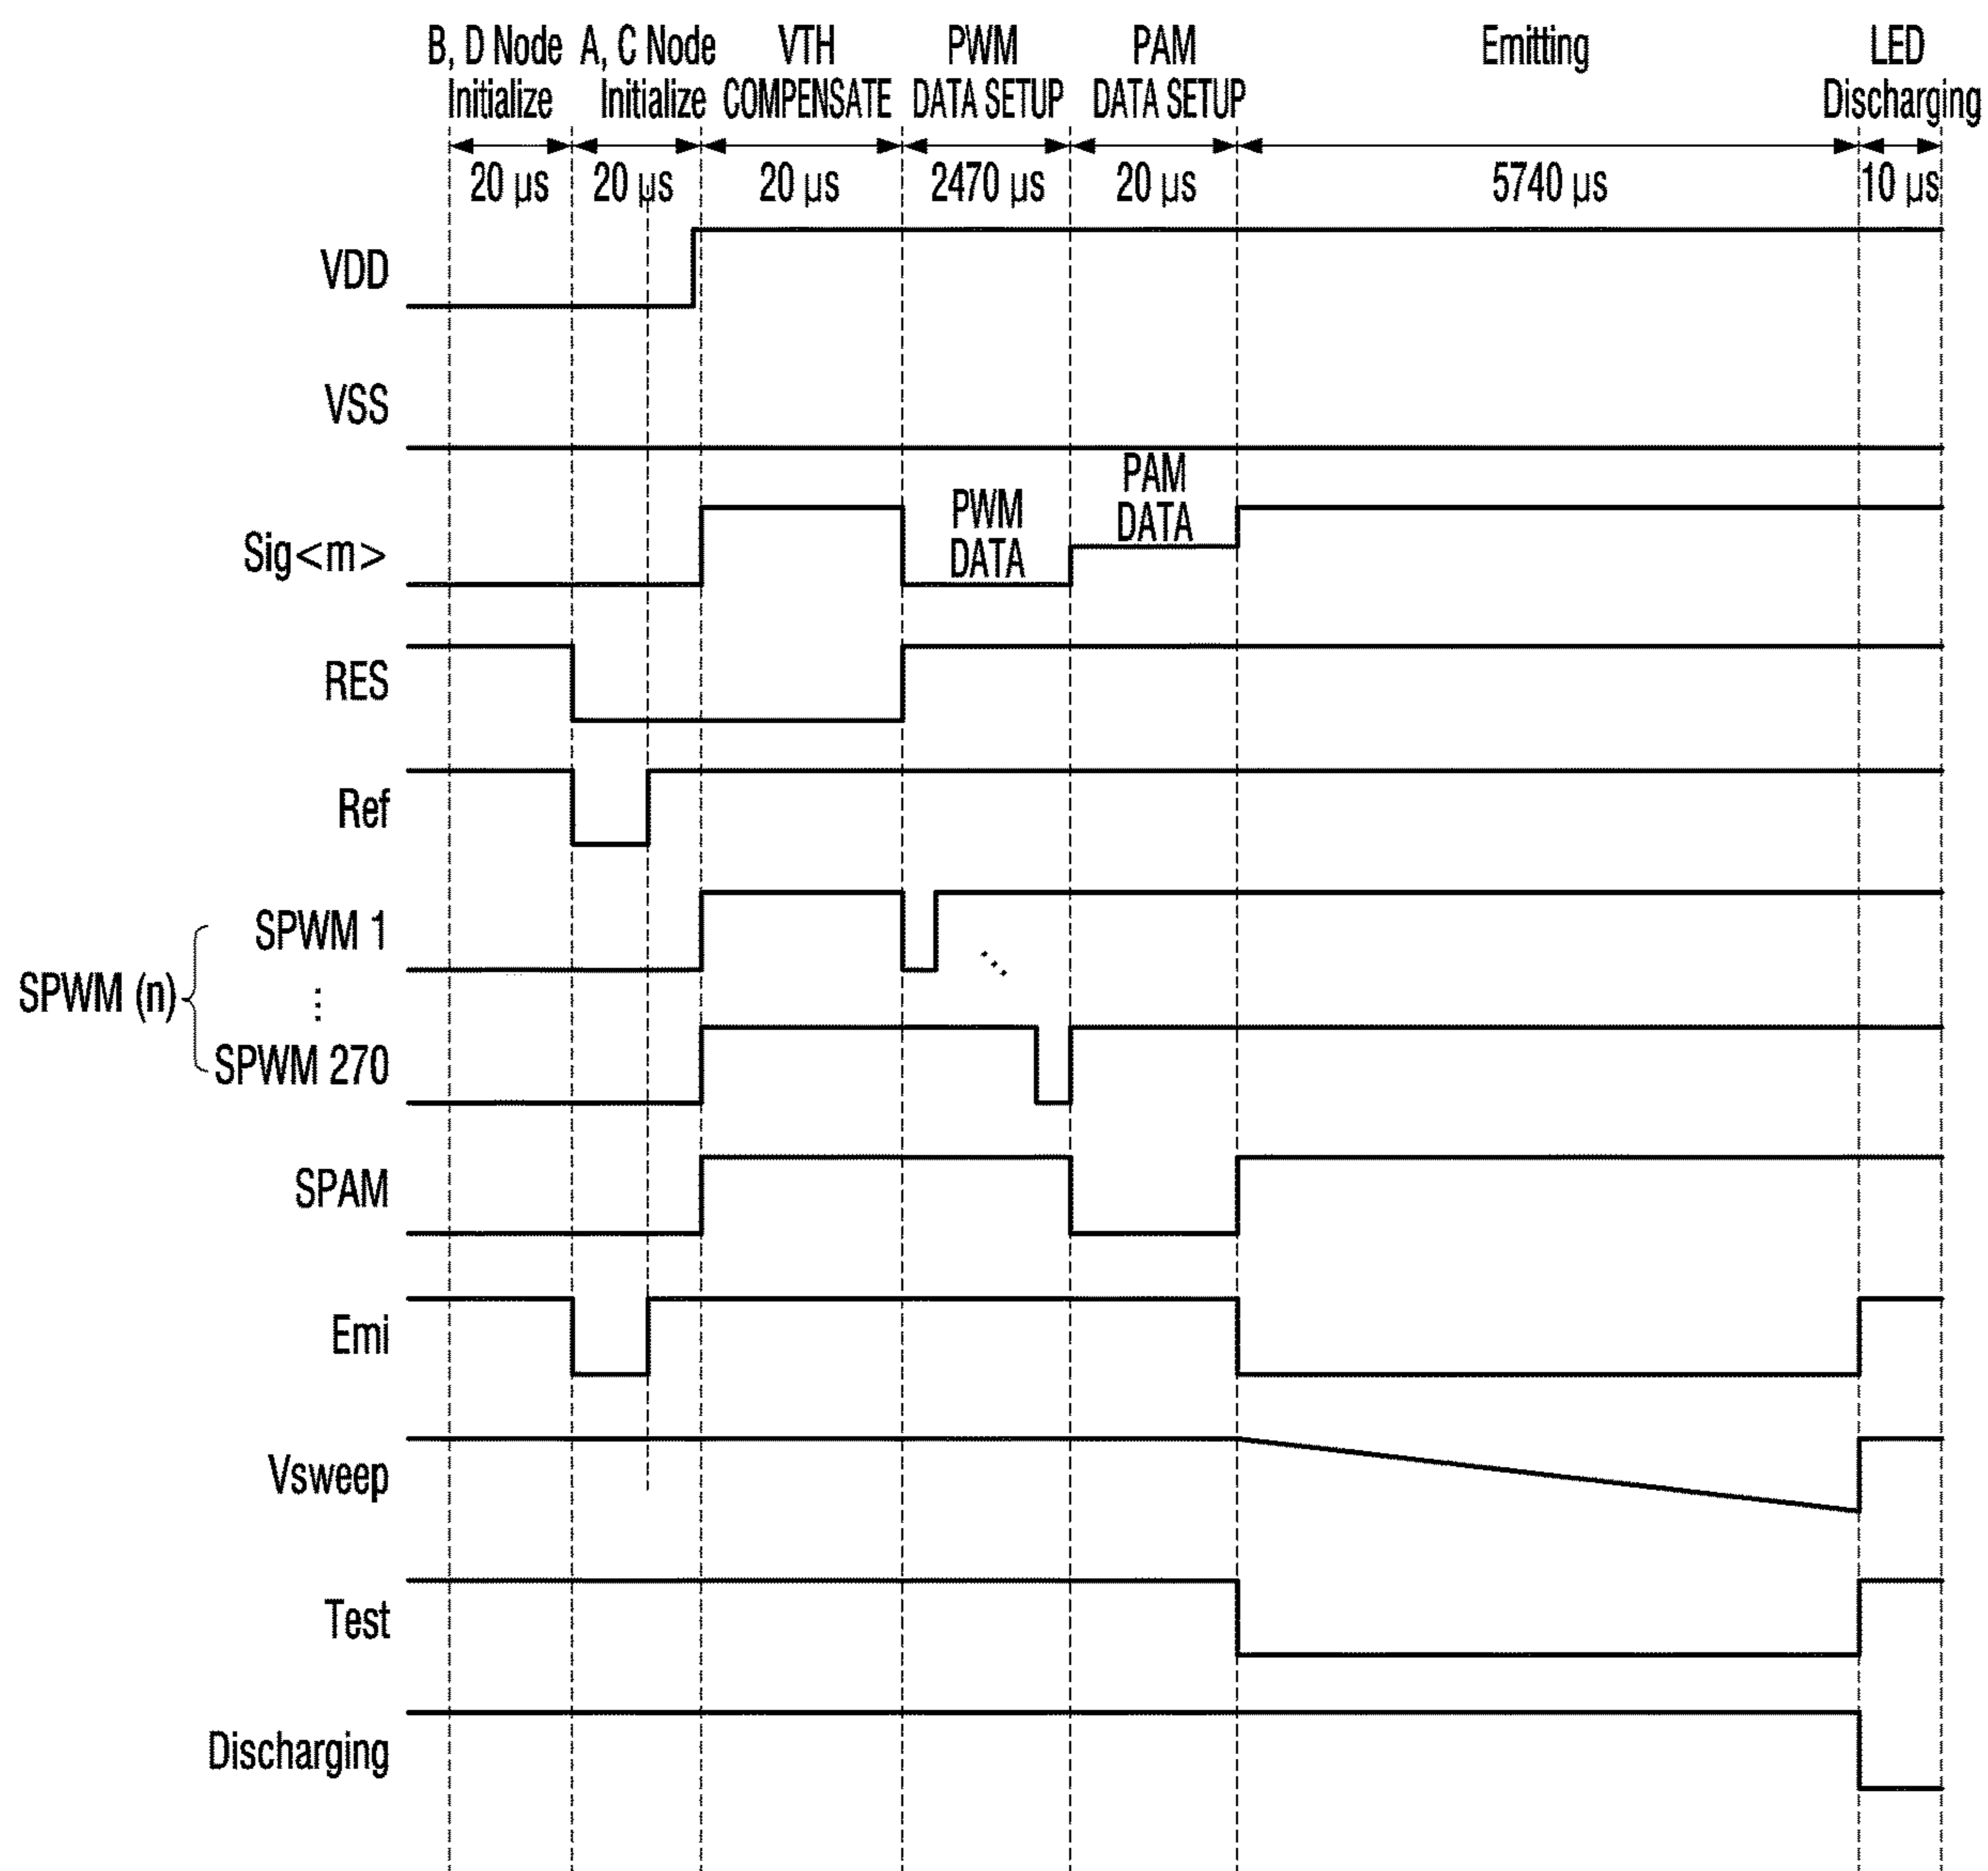 B, D Node Initialize
A, C Node Initialize
VTH COMPENSATE
PWM DATA SETUP
PAM DATA SETUP
Emitting
LED Discharging
20 μs
20 μs
20 μs
2470 μs
20 μs
5740 μs
10 μs
VDD
VSS
Sig<m>
PWM DATA
PAM DATA
RES
Ref
SPWM (n)
SPWM 1
⋮
⋱
SPWM 270
SPAM
Emi
Vsweep
Test
Discharging